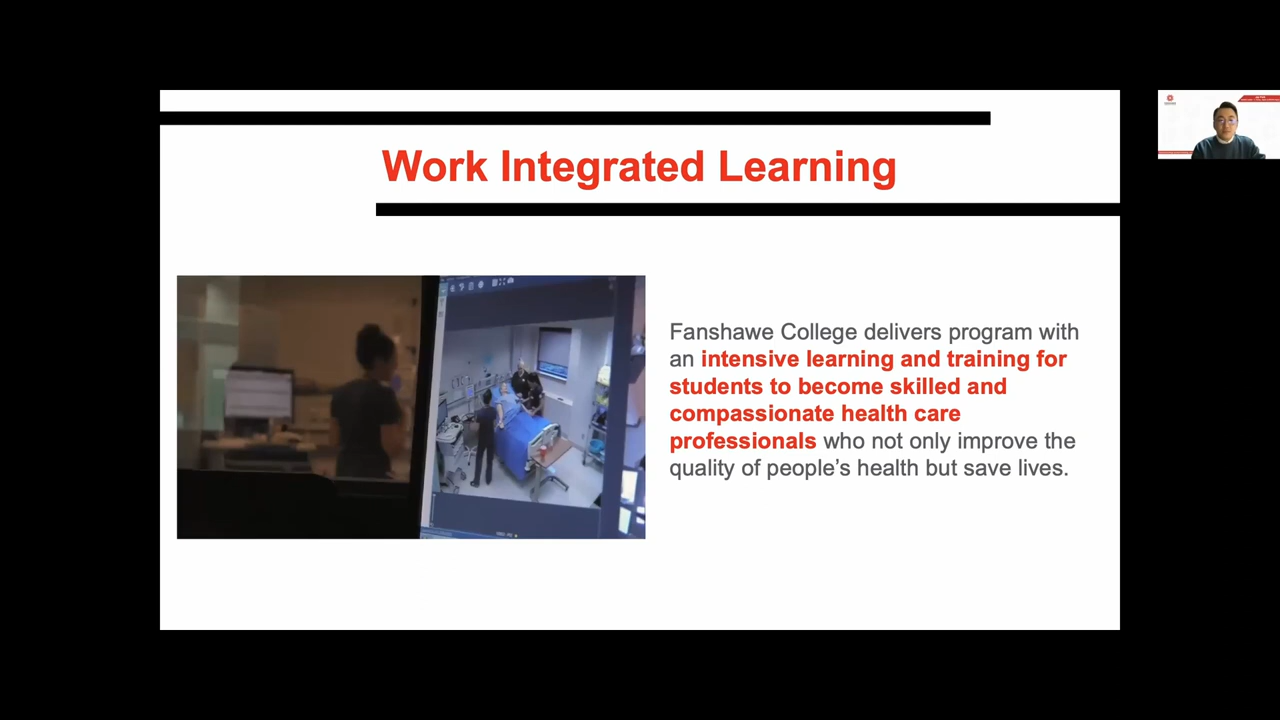 Work Integrated Learning
Fanshawe College delivers program with
an intensive learning and training for
students to become skilled and
compassionate health care
professionals who not only improve the
quality of people’s health but save lives.